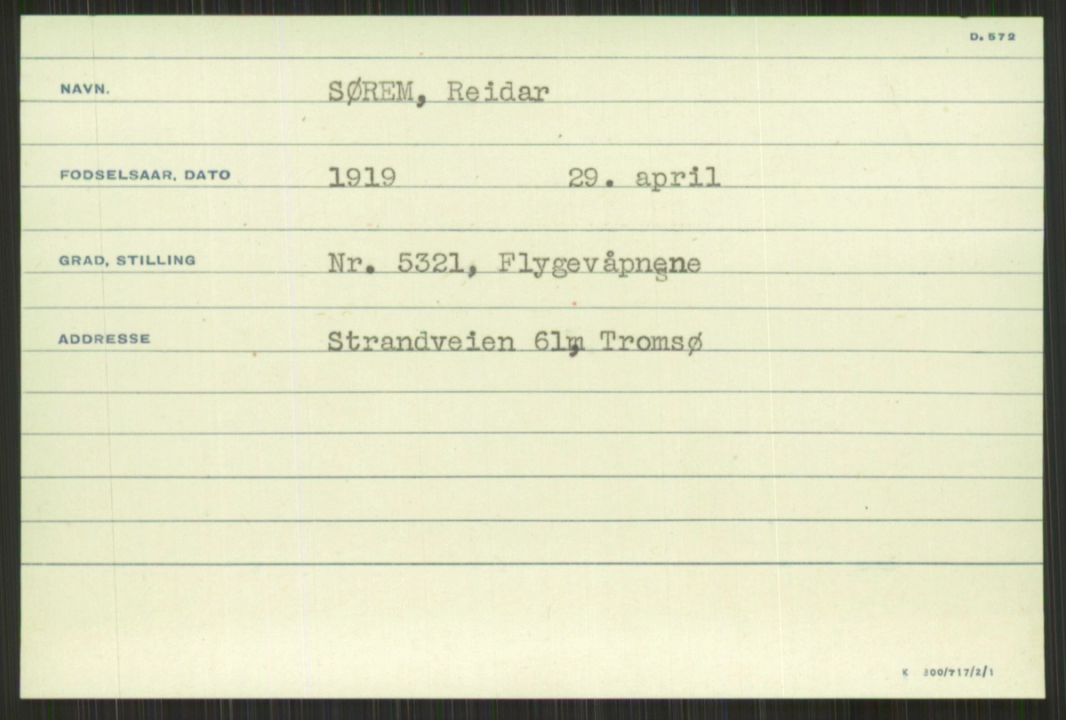 D. 572
NAVN. SØREM, Reidar
FODSELSAAR, DATO 1919 29. april
GRAD, STILLING Nr. 5321, Flygevåpnene
ADDRESSE Strandveien 61, Tromsø
K 200/717/2/1